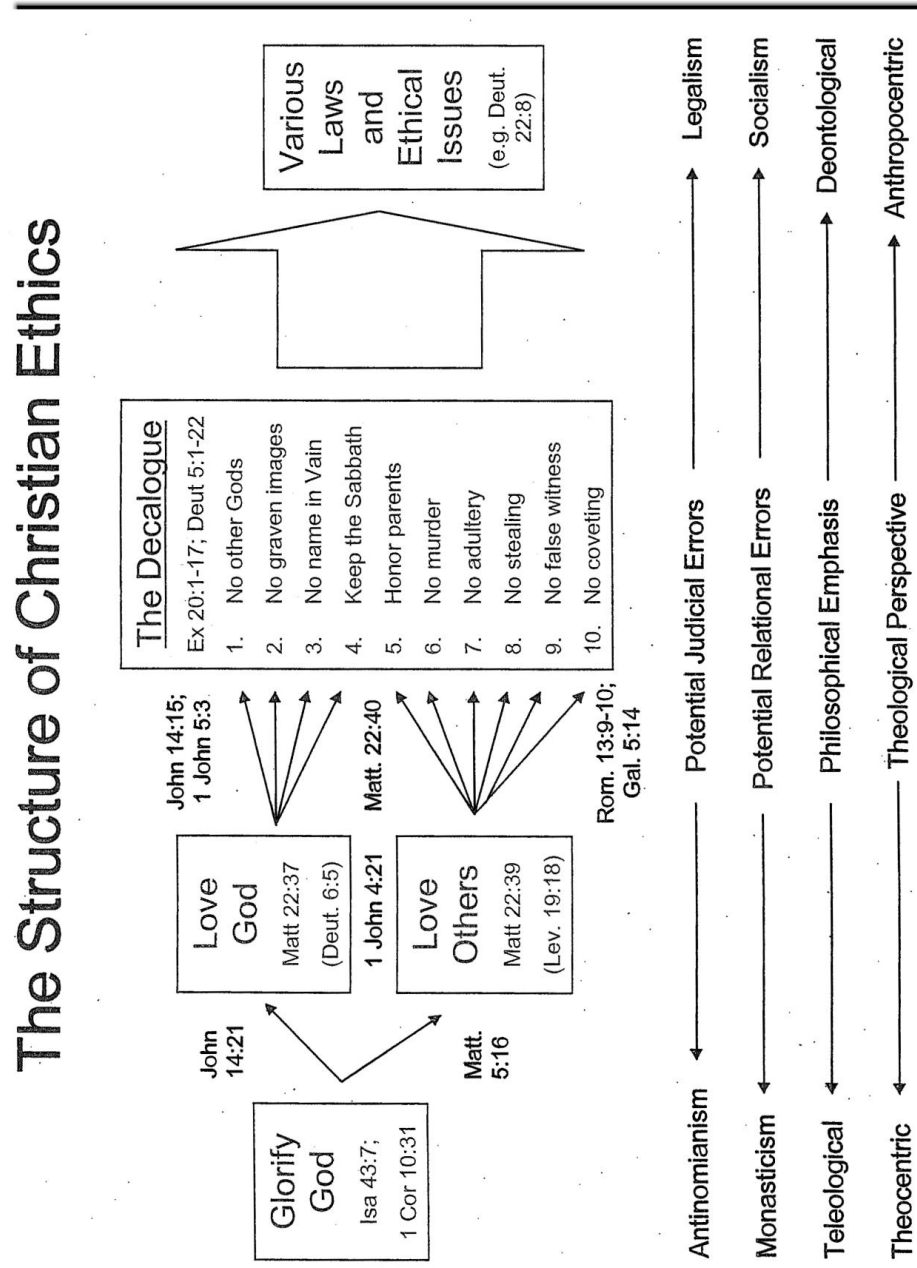 The Structure of Christian Ethics
Glorify
God
Isa 43:7;
1 Cor 10:31
John
14:21
Matt.
5:16
Love
God
Matt 22:37
(Deut. 6:5)
1 John 4:21
Love
Others
Matt 22:39
(Lev. 19:18)
John 14:15;
1 John 5:3
Matt. 22:40
Rom. 13:9-10;
Gal. 5:14
The Decalogue
Ex 20:1-17; Deut 5:1-22
1. No other Gods
2. No graven images
3. No name in Vain
4. Keep the Sabbath
5. Honor parents
6. No murder
7. No adultery
8. No stealing
9. No false witness
10. No coveting
Various
Laws
and
Ethical
Issues
(e.g. Deut.
22:8)
Antinomianism Potential Judicial Errors Legalism
Monasticism Potential Relational Errors Socialism
Teleological Philosophical Emphasis Deontological
Theocentric Theological Perspective Anthropocentric